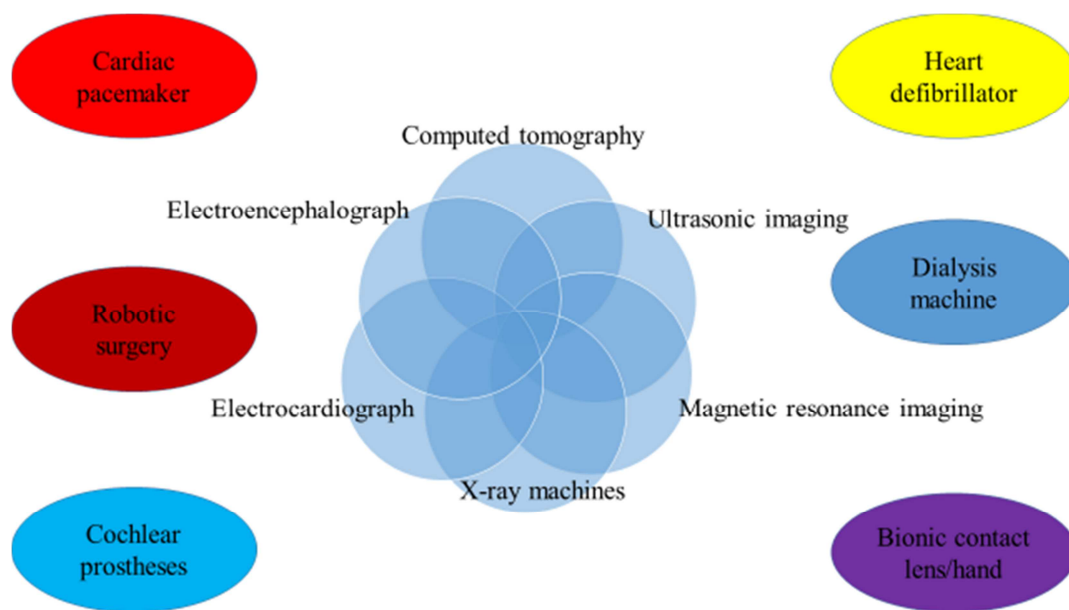 Cardiac
pacemaker
Heart
defibrillator
Computed tomography
Electroencephalograph
Ultrasonic imaging
Robotic
surgery
Dialysis
machine
Electrocardiograph
Magnetic resonance imaging
X-ray machines
Cochlear
prostheses
Bionic contact
lens/hand